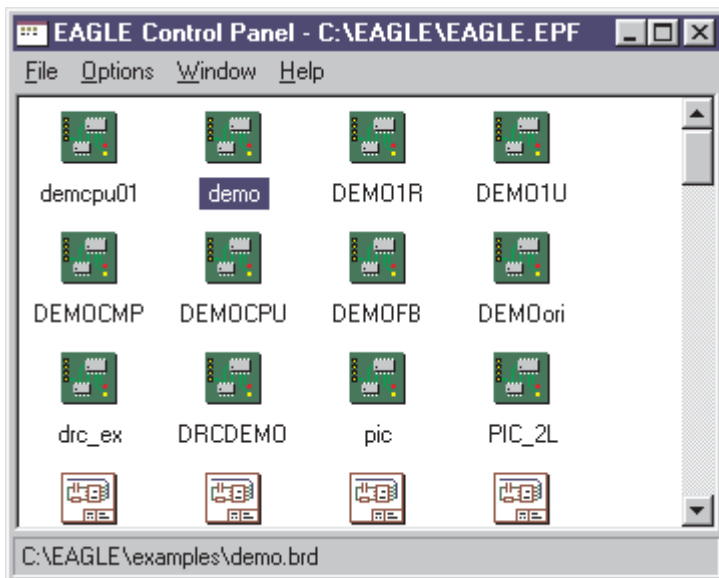 EAGLE Control Panel - C:\EAGLE\EAGLE.EPF
File Options Window Help
demcpu01 demo DEMO1R DEMO1U
DEMOCMP DEMOCPU DEMOFB DEMOori
drc_ex DRCDEMO pic PIC_2L
C:\EAGLE\examples\demo.brd